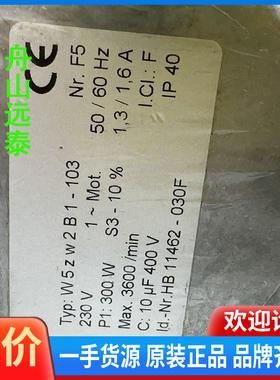 舟山远泰
CE
Nr. F5
Typ: W 5 z w 2 B 1 - 103
230 V 1 ~ Mot. 50 / 60 Hz
P1: 300 W S3 - 10 % 1,3 / 1,6 A
Max. 3600 /min I.Cl.: F
C: 10 µF 400 V IP 40
Id.-Nr.HB 11462 - 030F
价
欢迎
一手货源 原装正品 品牌齐